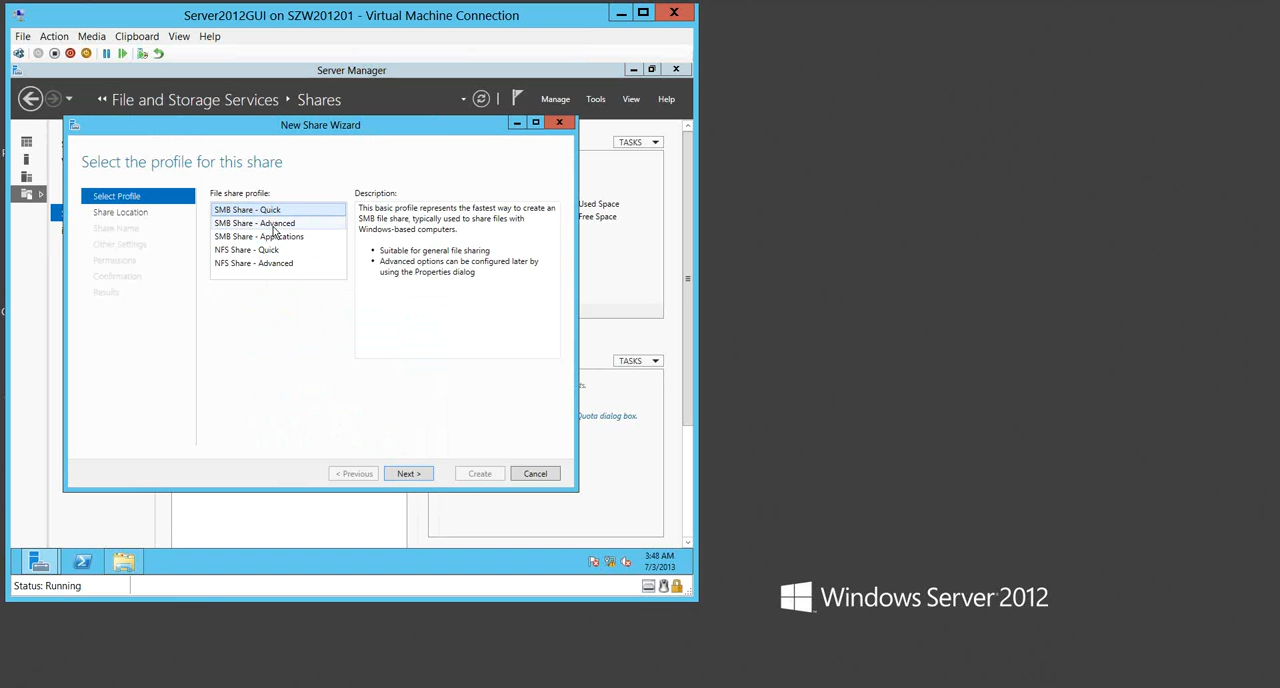 Server2012GUI on SZW201201 - Virtual Machine Connection
File Action Media Clipboard View Help
Server Manager
File and Storage Services Shares
Manage Tools View Help
New Share Wizard
TASKS
Select the profile for this share
Select Profile
Share Location
Share Name
Other Settings
Permissions
Confirmation
Results
File share profile:
SMB Share - Quick
SMB Share - Advanced
SMB Share - Applications
NFS Share - Quick
NFS Share - Advanced
Description:
This basic profile represents the fastest way to create an
SMB file share, typically used to share files with
Windows-based computers.
• Suitable for general file sharing
• Advanced options can be configured later by
using the Properties dialog
Used Space
Free Space
TASKS
Quota dialog box.
< Previous Next > Create Cancel
3:48 AM
7/3/2013
Status: Running
Windows Server 2012